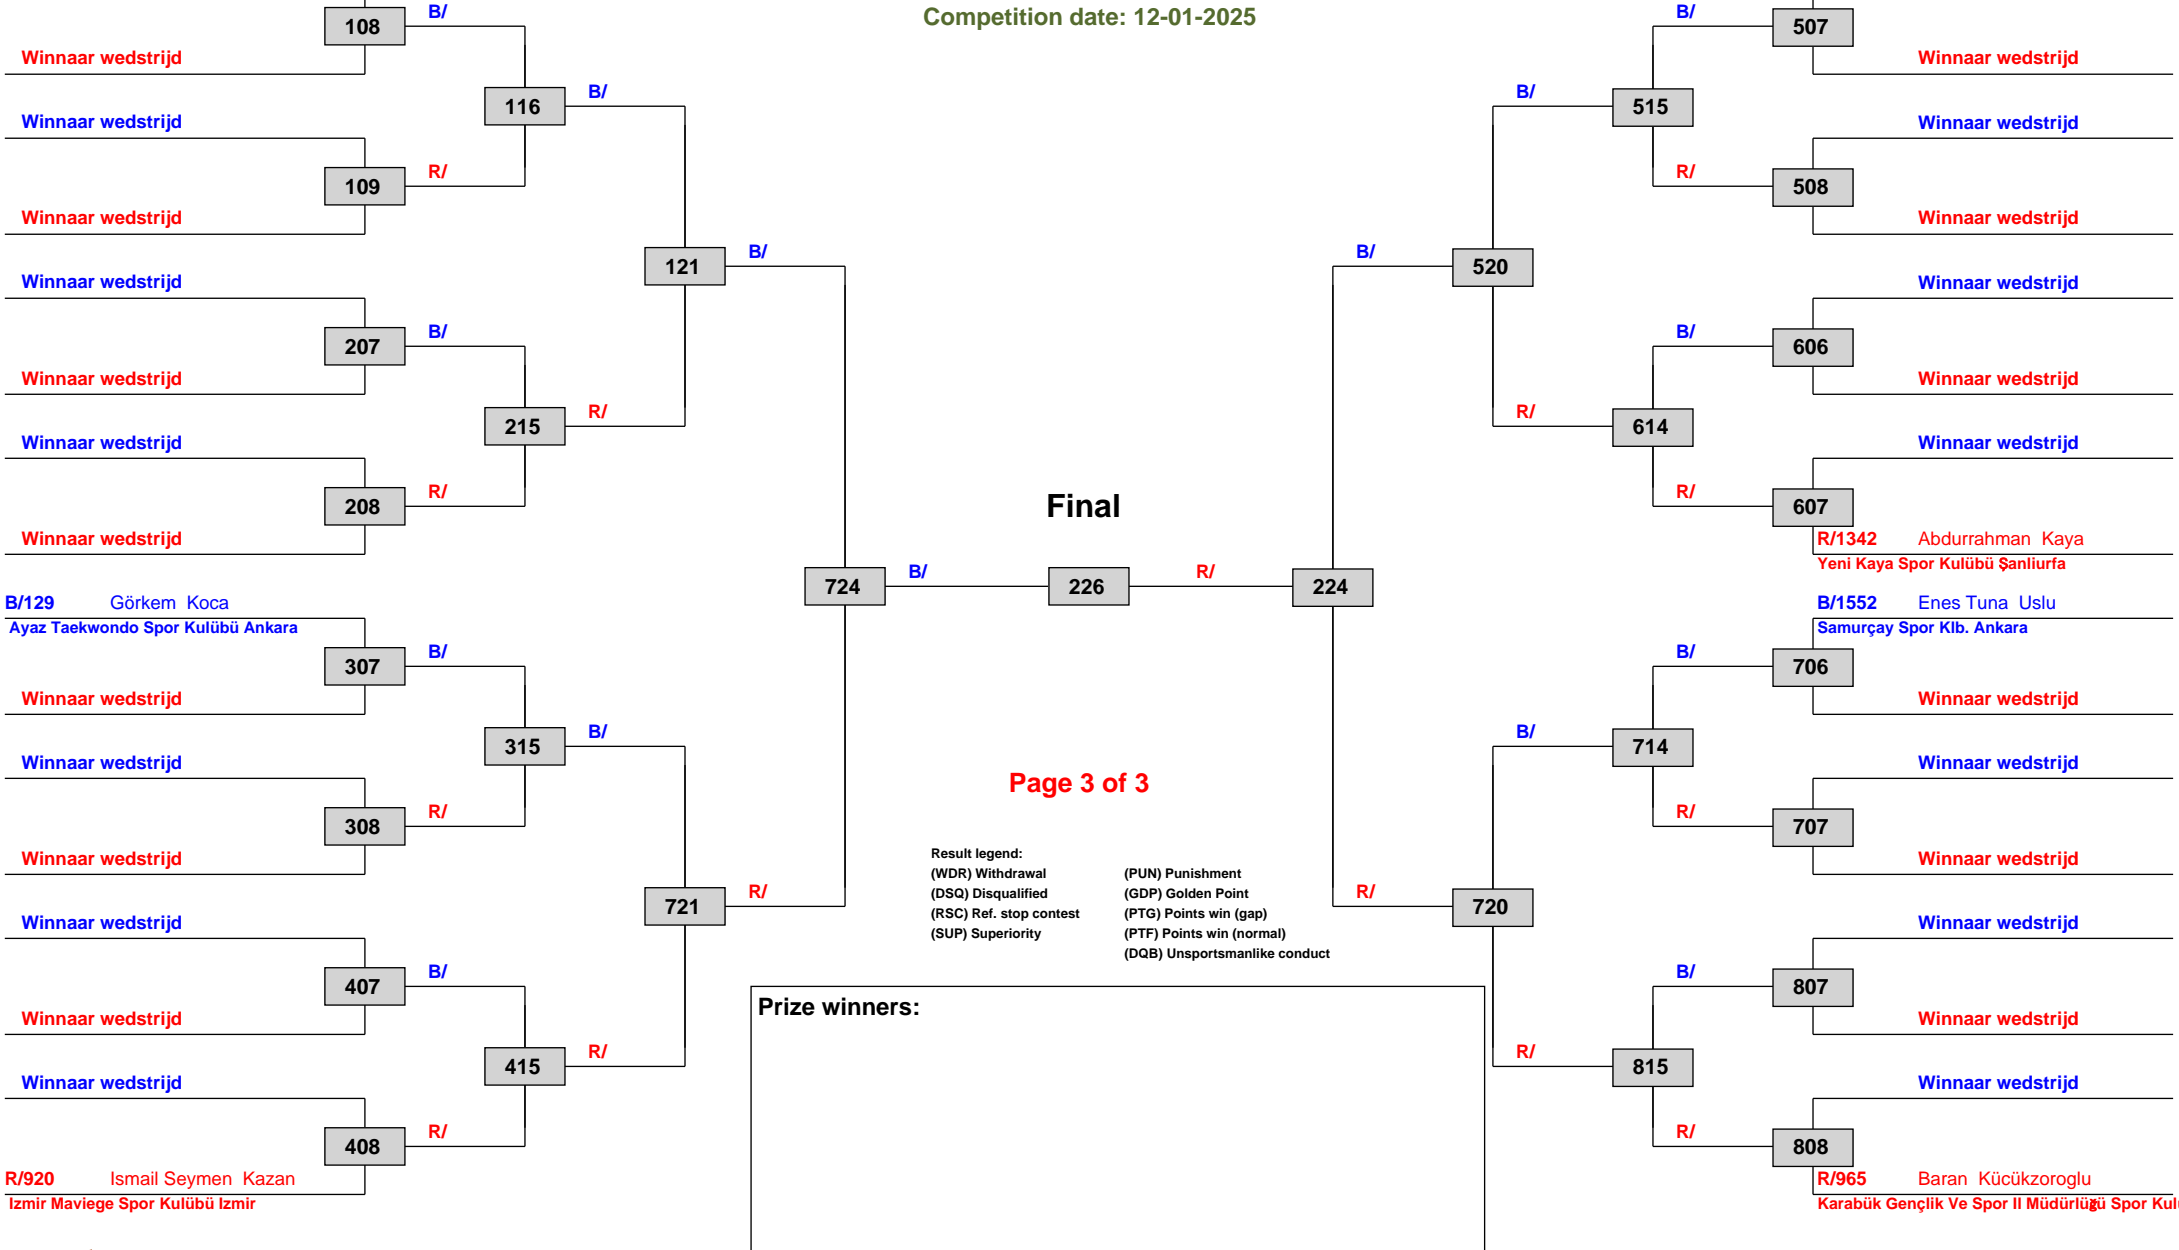 Competition date: 12-01-2025
108
B/
Winnaar wedstrijd
116
B/
Winnaar wedstrijd
109
R/
Winnaar wedstrijd
121
B/
Winnaar wedstrijd
207
B/
Winnaar wedstrijd
215
R/
Winnaar wedstrijd
208
R/
Winnaar wedstrijd
724
B/
B/129 Görkem Koca
Ayaz Taekwondo Spor Kulübü Ankara
307
B/
Winnaar wedstrijd
315
B/
Winnaar wedstrijd
308
R/
Winnaar wedstrijd
721
R/
Winnaar wedstrijd
407
B/
Winnaar wedstrijd
415
R/
Winnaar wedstrijd
408
R/
R/920 Ismail Seymen Kazan
Izmir Maviege Spor Kulübü Izmir
Final
226
R/
224
Page 3 of 3
Result legend:
(WDR) Withdrawal (PUN) Punishment
(DSQ) Disqualified (GDP) Golden Point
(RSC) Ref. stop contest (PTG) Points win (gap)
(SUP) Superiority (PTF) Points win (normal)
(DQB) Unsportsmanlike conduct
Prize winners:
B/
507
Winnaar wedstrijd
B/
515
Winnaar wedstrijd
R/
508
Winnaar wedstrijd
B/
520
Winnaar wedstrijd
B/
606
Winnaar wedstrijd
R/
614
Winnaar wedstrijd
R/
607
R/1342 Abdurrahman Kaya
Yeni Kaya Spor Kulübü Şanliurfa
B/1552 Enes Tuna Uslu
Samurçay Spor Klb. Ankara
B/
706
Winnaar wedstrijd
B/
714
Winnaar wedstrijd
R/
707
Winnaar wedstrijd
R/
720
Winnaar wedstrijd
B/
807
Winnaar wedstrijd
R/
815
Winnaar wedstrijd
R/
808
R/965 Baran Kücükzoroglu
Karabük Gençlik Ve Spor Il Müdürlüğü Spor Kul